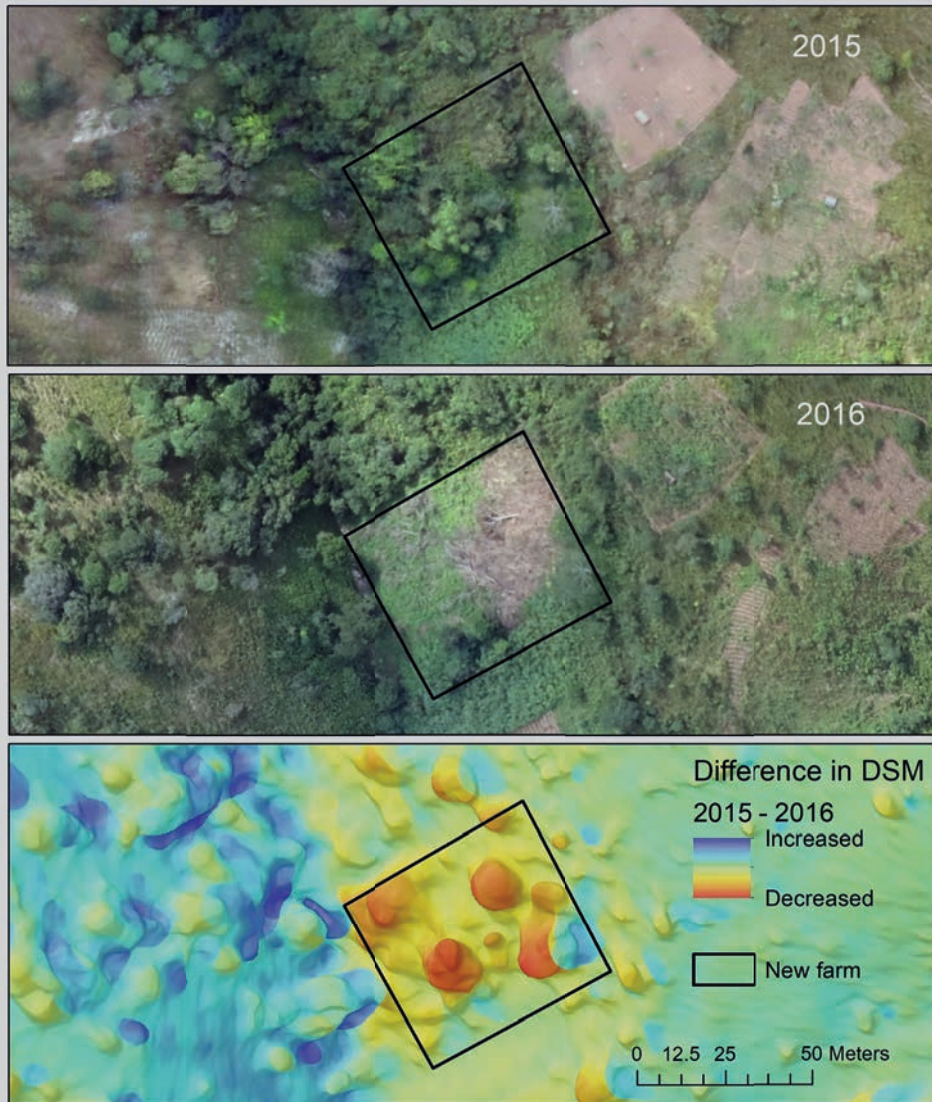 2015
2016
Difference in DSM
2015 - 2016
Increased
Decreased
New farm
0 12.5 25 50 Meters